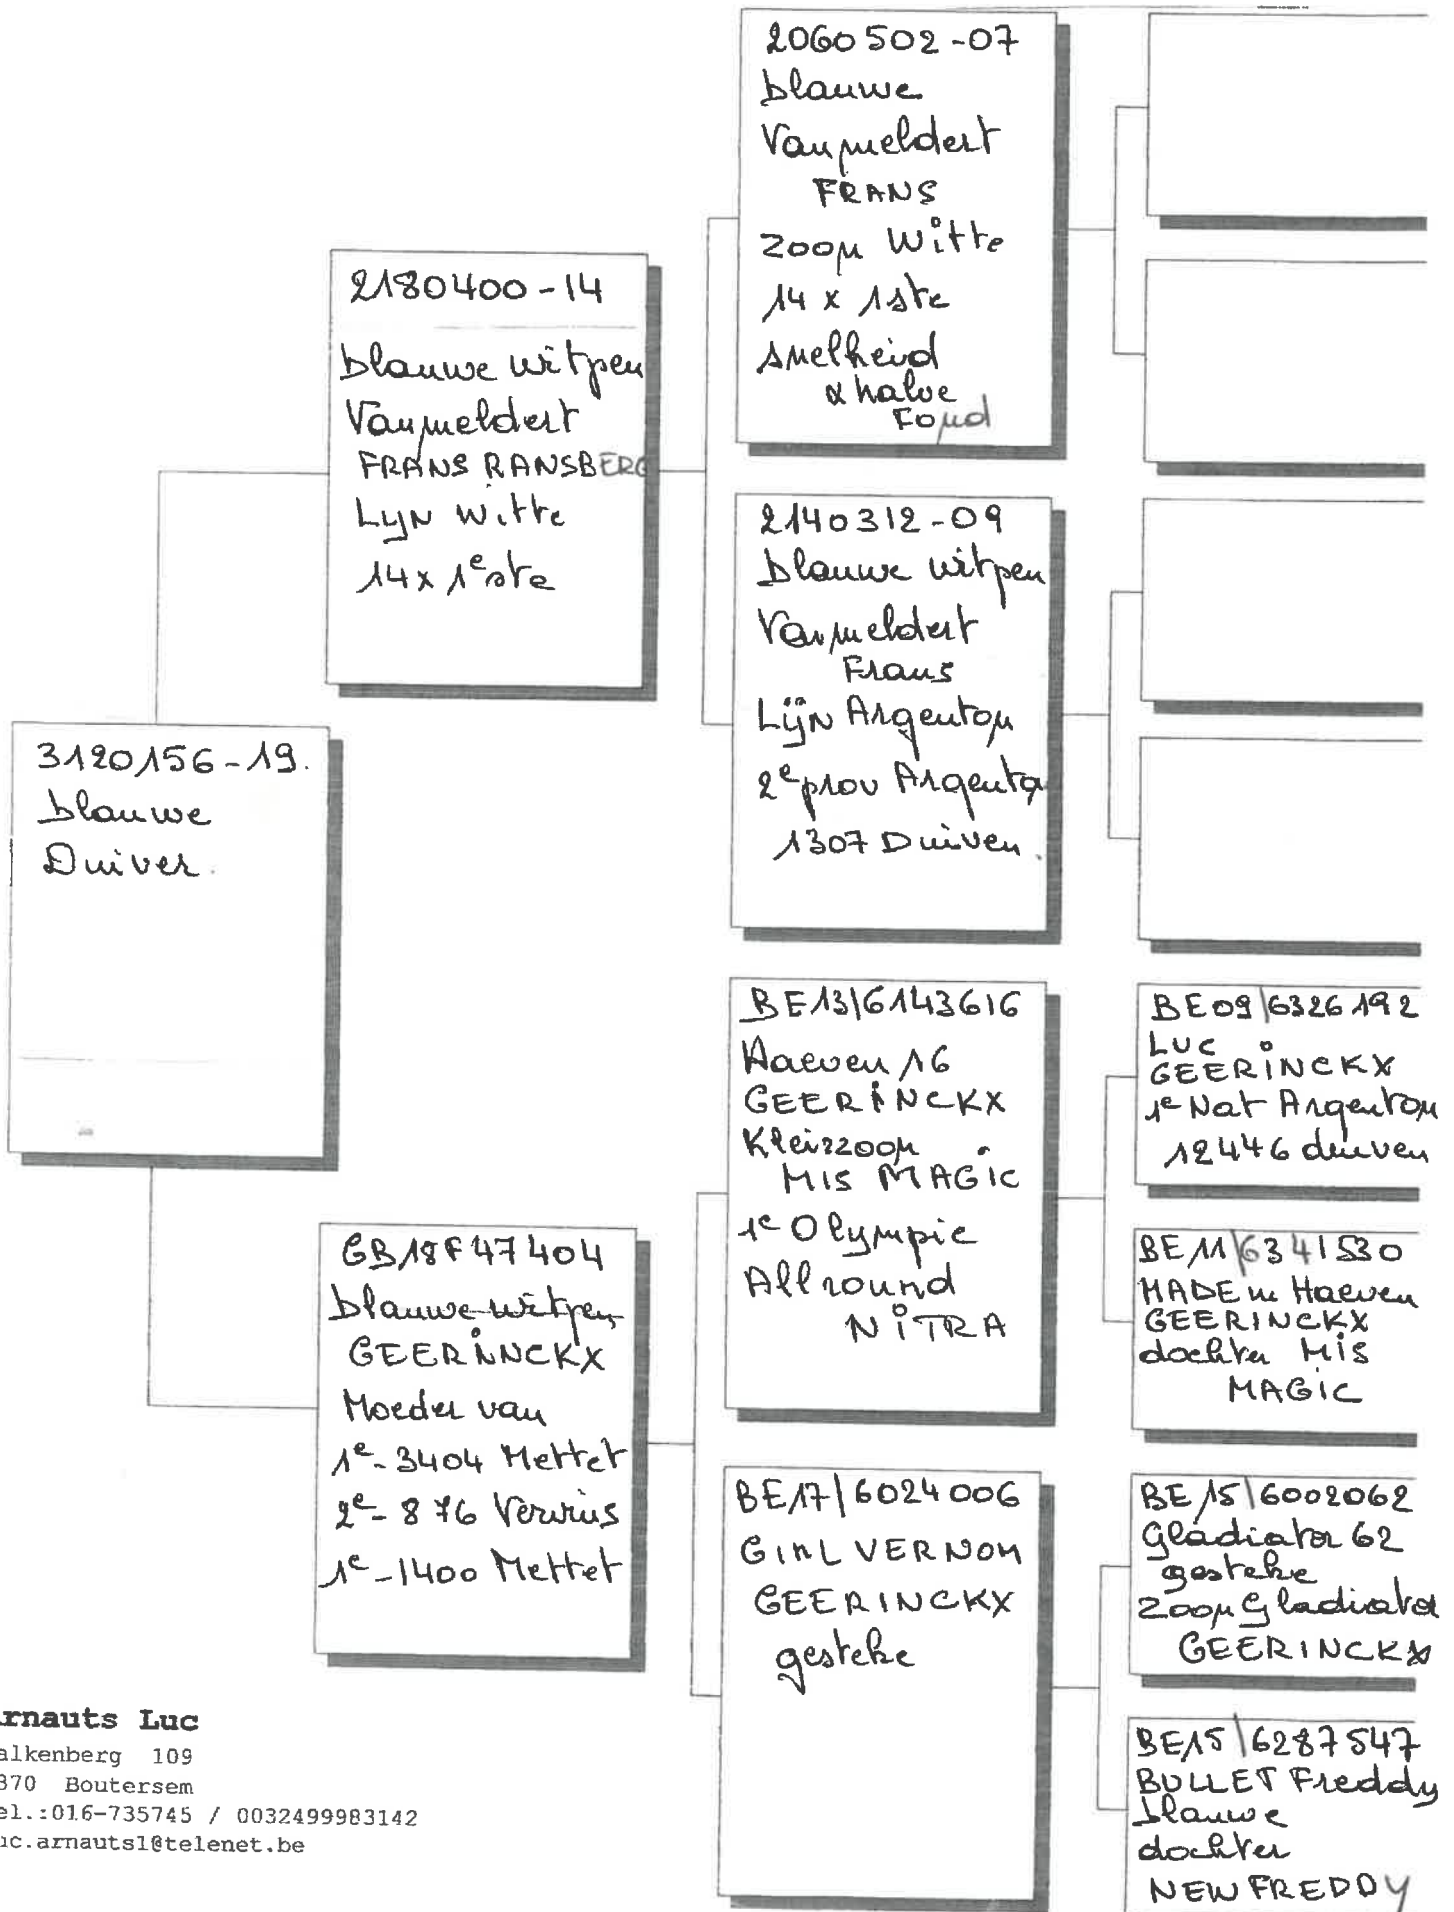 2060502-07
blauwe
Vanmeldert
FRANS
zoon Witte
14 x 1ste
snelheid
& halve
Fond
2180400-14
blauwe witpen
Vanmeldert
FRANS RANSBERG
LyN Witte
14x 1e ste
2140312-09
blauwe witpen
Vanmeldert
Frans
Lijn Argenton
2e prov Argento
1307 Duiven.
3120156-19.
blauwe
Duiver.
BE13/6143616
Haeven 16
GEERINCKX
Kleizzoon
MIS MAGIC
1e Olympic
Allround
NITRA
BE09/6326192
LUC
GEERINCKX
1e Nat Argenton
12446 duiven
BE11/6341530
MADE in Haeven
GEERINCKX
dochter MIS
MAGIC
GB18F47404
blauwe witpen
GEERINNCKX
Moeder van
1e-3404 Mettet
2e-876
1e-1400 Mettet
BE17/6024006
GIRL VERNON
GEERINCKX
gesteke
BE15/6002062
Gladiator 62
gesteke
zoon Gladiator
GEERINCKX
BE15/6287547
BULLET Freddy
blauwe
dochter
NEW FREDDY
rnauts Luc
alkenberg 109
370 Boutersem
el.:016-735745 / 0032499983142
uc.arnauts1@telenet.be